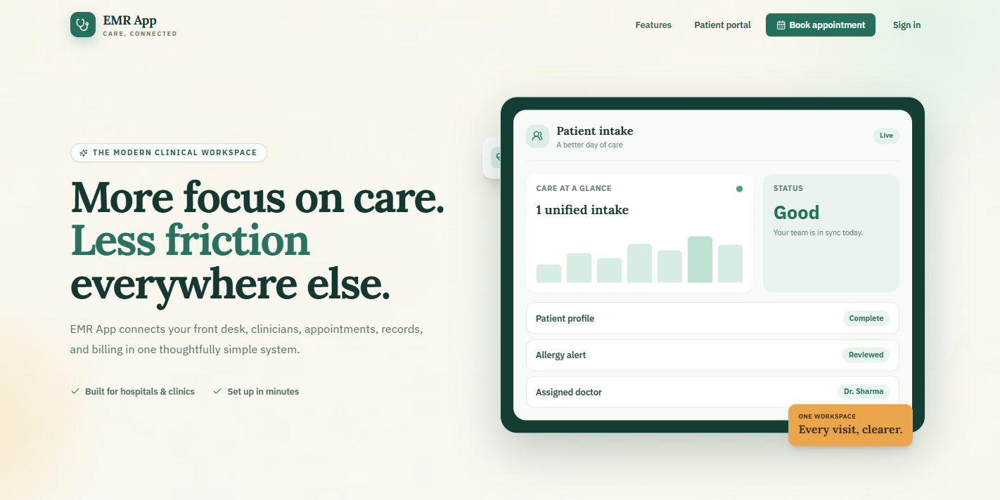 EMR App
CARE, CONNECTED
Features
Patient portal
Book appointment
Sign in
THE MODERN CLINICAL WORKSPACE
More focus on care.
Less friction
everywhere else.
EMR App connects your front desk, clinicians, appointments, records,
and billing in one thoughtfully simple system.
Built for hospitals & clinics
Set up in minutes
Patient intake
A better day of care
Live
CARE AT A GLANCE
1 unified intake
STATUS
Good
Your team is in sync today.
Patient profile
Complete
Allergy alert
Reviewed
Assigned doctor
Dr. Sharma
ONE WORKSPACE
Every visit, clearer.